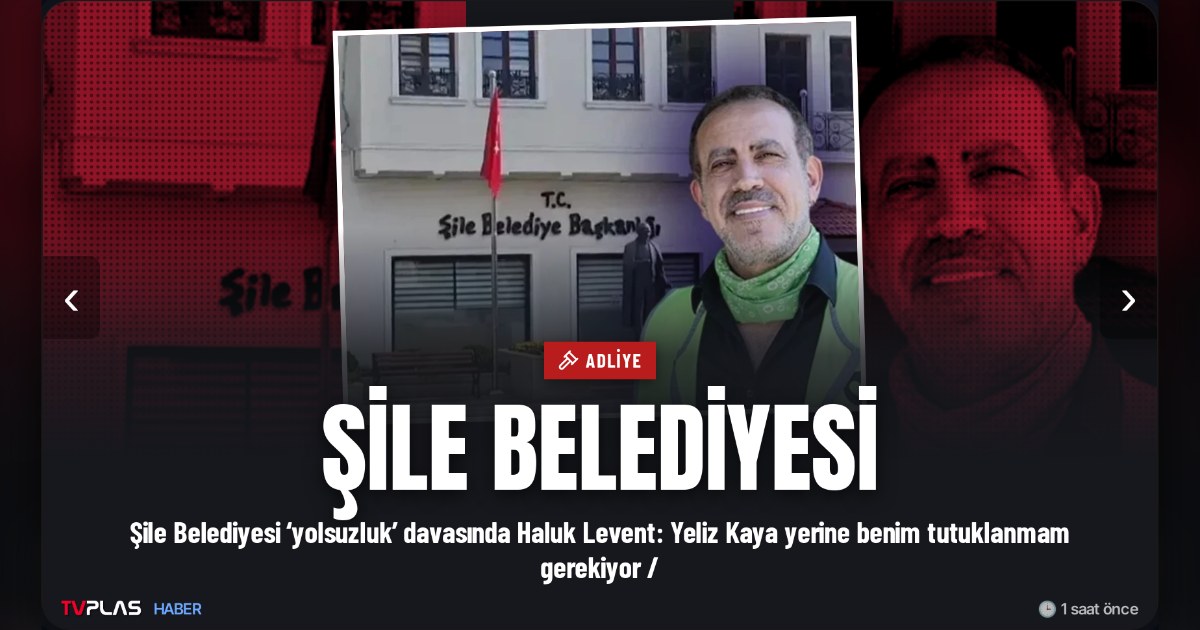 T.C.
Şile Belediye Başkanlığı
Şile B
ADLİYE
ŞİLE BELEDİYESİ
Şile Belediyesi ‘yolsuzluk’ davasında Haluk Levent: Yeliz Kaya yerine benim tutuklanmam
gerekiyor /
TVPLAS HABER
1 saat önce